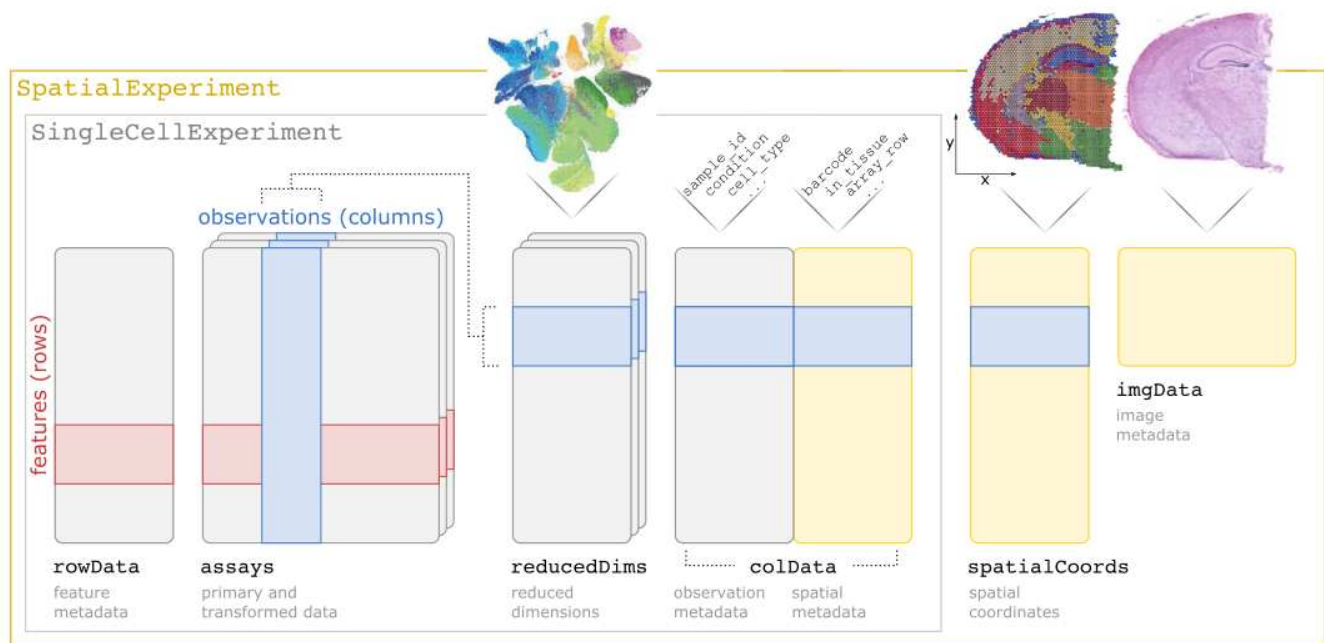 SpatialExperiment
SingleCellExperiment
sample_id
condition
cell_type
...
barcode
in_tissue
array_row
...
y
x
observations (columns)
features (rows)
rowData
feature
metadata
assays
primary and
transformed data
reducedDims
reduced
dimensions
colData
observation
metadata
spatial
metadata
spatialCoords
spatial
coordinates
imgData
image
metadata